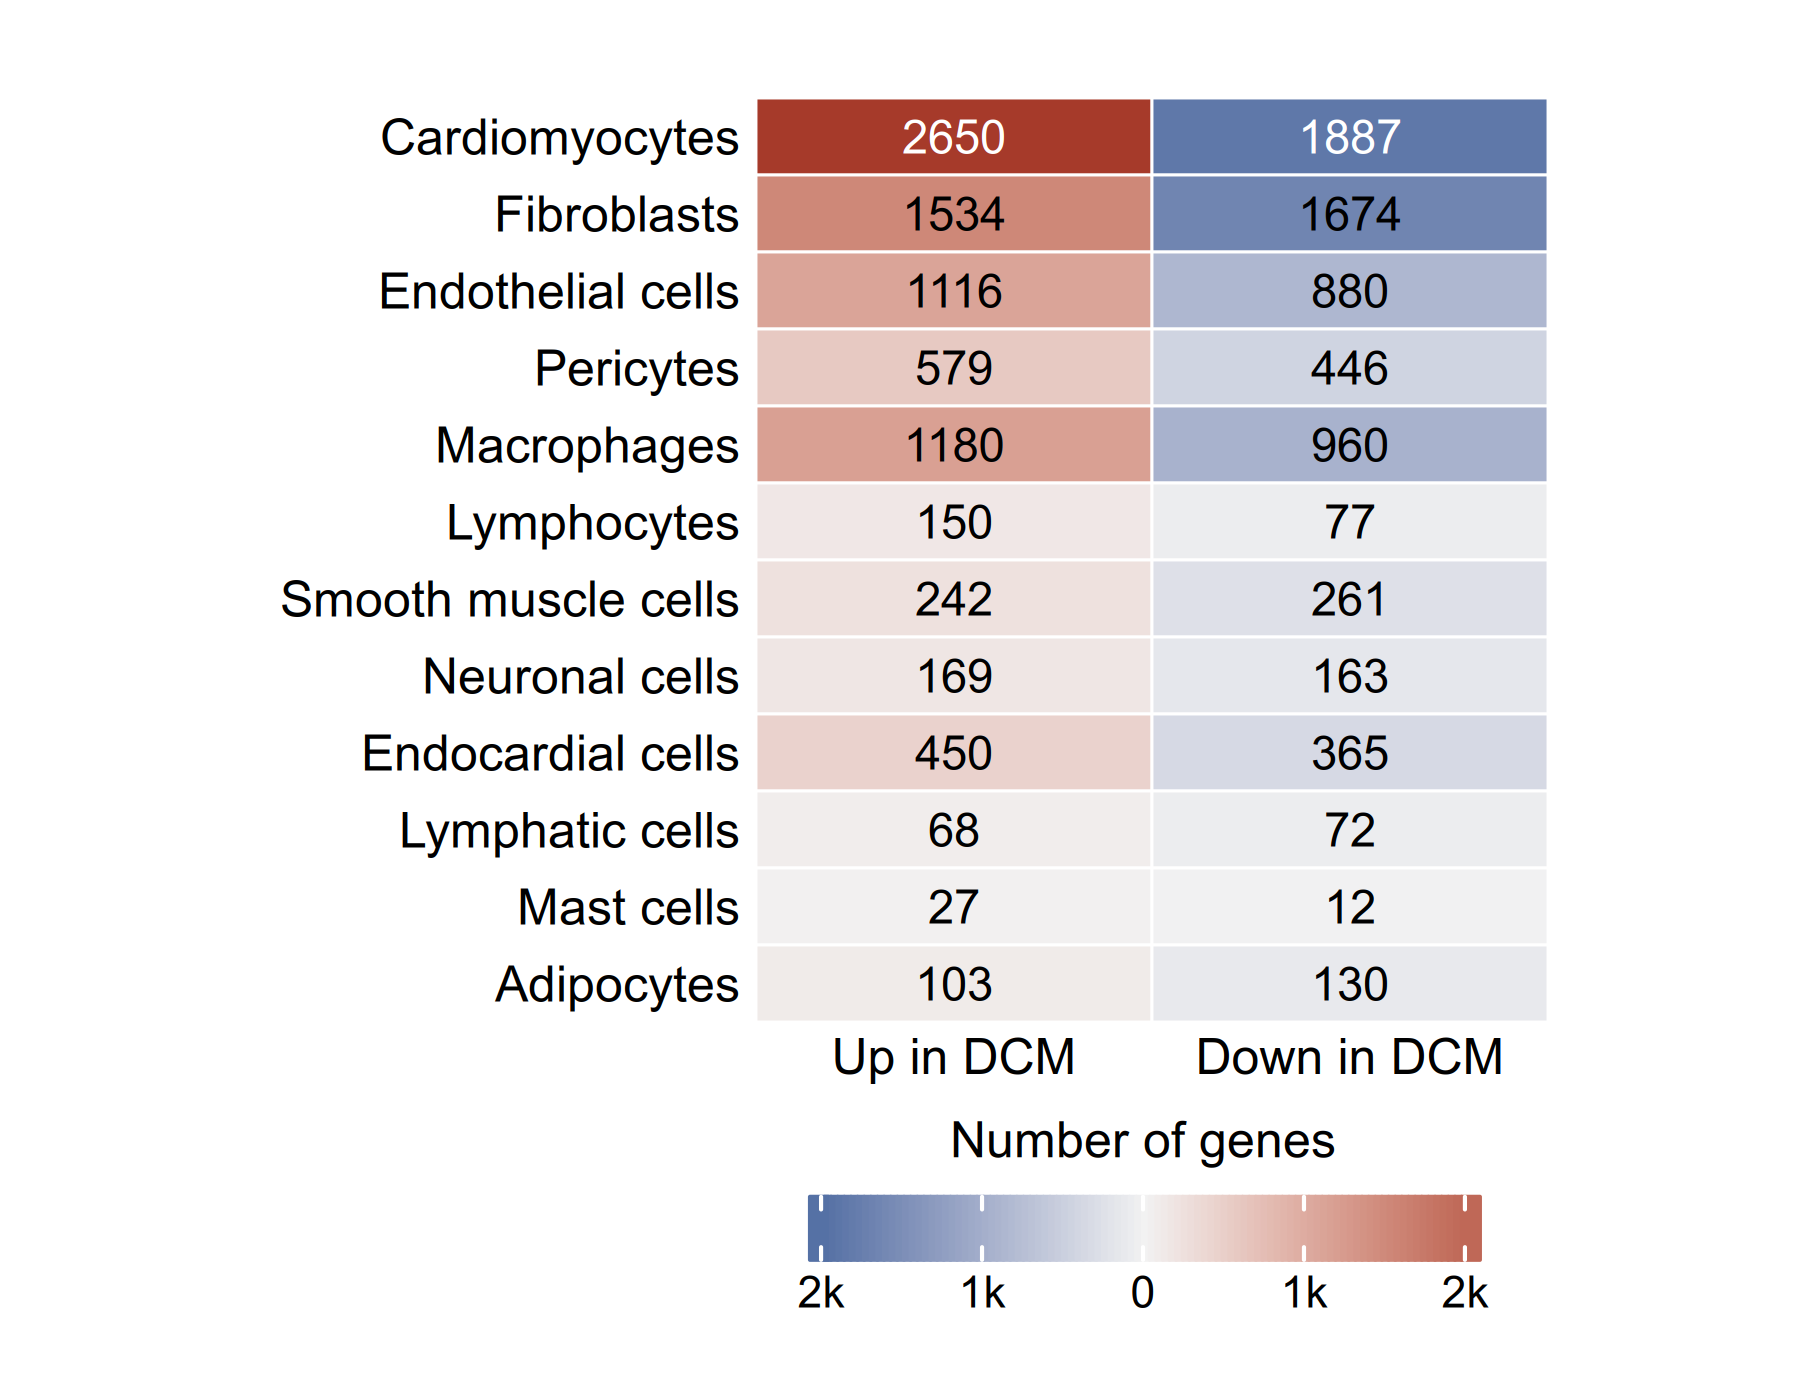 Cardiomyocytes 2650 1887
Fibroblasts 1534 1674
Endothelial cells 1116 880
Pericytes 579 446
Macrophages 1180 960
Lymphocytes 150 77
Smooth muscle cells 242 261
Neuronal cells 169 163
Endocardial cells 450 365
Lymphatic cells 68 72
Mast cells 27 12
Adipocytes 103 130
Up in DCM Down in DCM
Number of genes
2k 1k 0 1k 2k